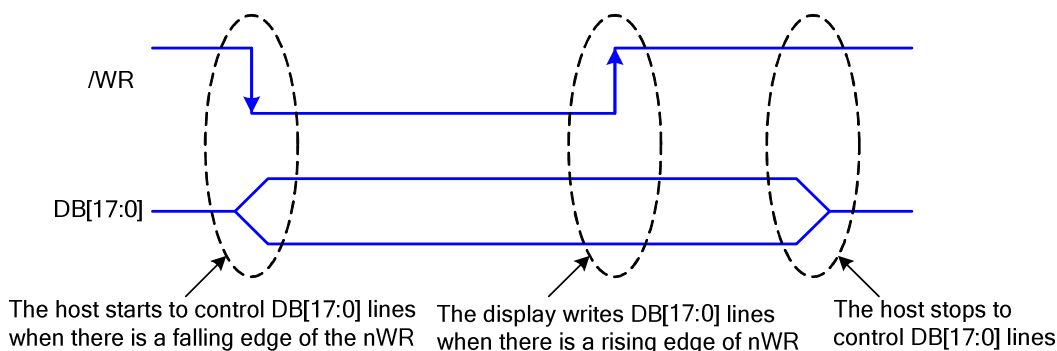 /WR
DB[17:0]
The host starts to control DB[17:0] lines
when there is a falling edge of the nWR
The display writes DB[17:0] lines
when there is a rising edge of nWR
The host stops to
control DB[17:0] lines